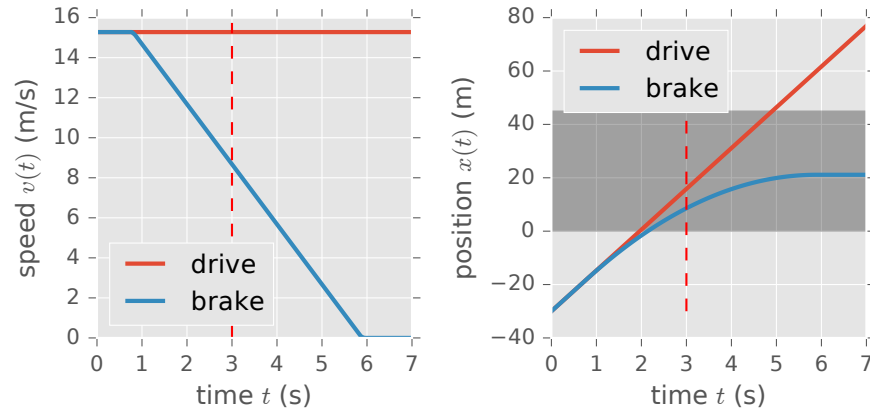 16
14
12
10
8
6
4
2
0
speed v(t) (m/s)
drive
brake
0 1 2 3 4 5 6 7
time t (s)
80
60
40
20
0
−20
−40
position x(t) (m)
drive
brake
0 1 2 3 4 5 6 7
time t (s)